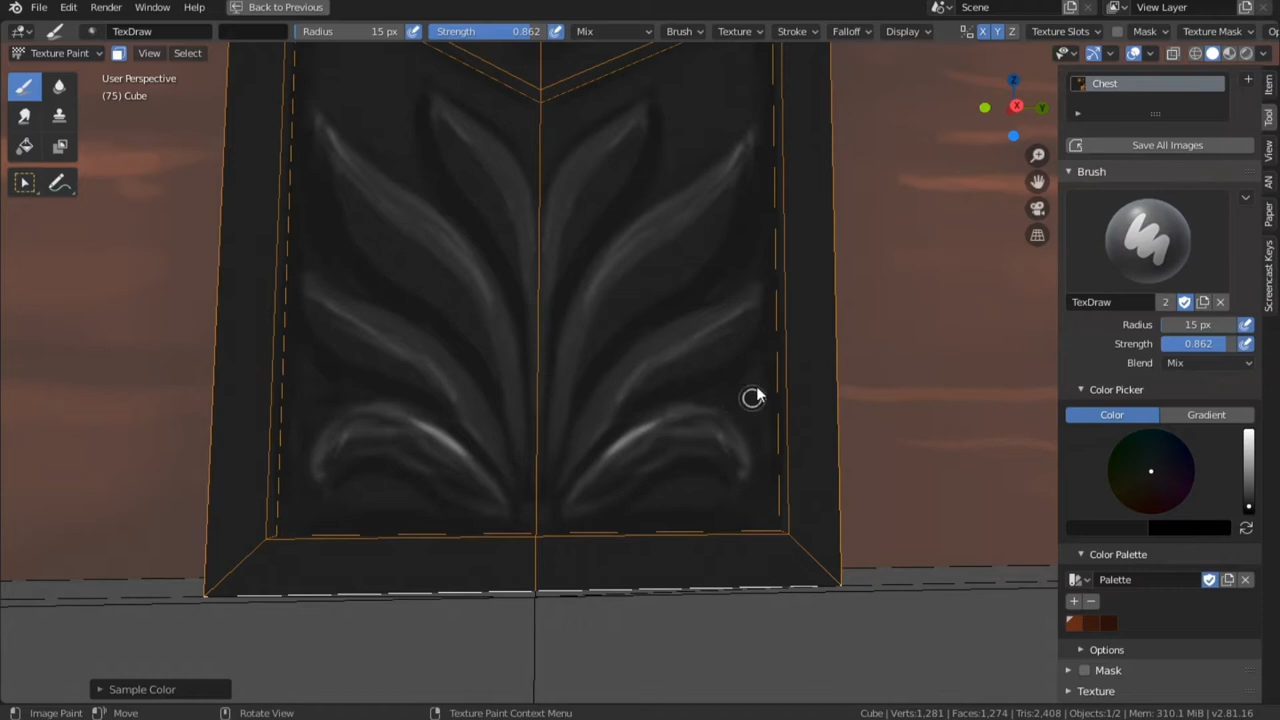 File Edit Render Window Help Back to Previous Scene View Layer
TexDraw Radius 15 px Strength 0.862 Mix Brush Texture Stroke Falloff Display X Y Z Texture Slots Mask Texture Mask Op
Texture Paint View Select
User Perspective
(75) Cube
Z
Y
X
Chest
Save All Images
Brush
TexDraw 2
Radius 15 px
Strength 0.862
Blend Mix
Color Picker
Color Gradient
Color Palette
Palette
Options
Mask
Texture
Item
Tool
View
AN
Paper
Screencast Keys
Sample Color
Image Paint Move Rotate View Texture Paint Context Menu Cube | Verts:1,281 | Faces:1,274 | Tris:2,408 | Objects:1/2 | Mem: 310.1 MiB | v2.81.16